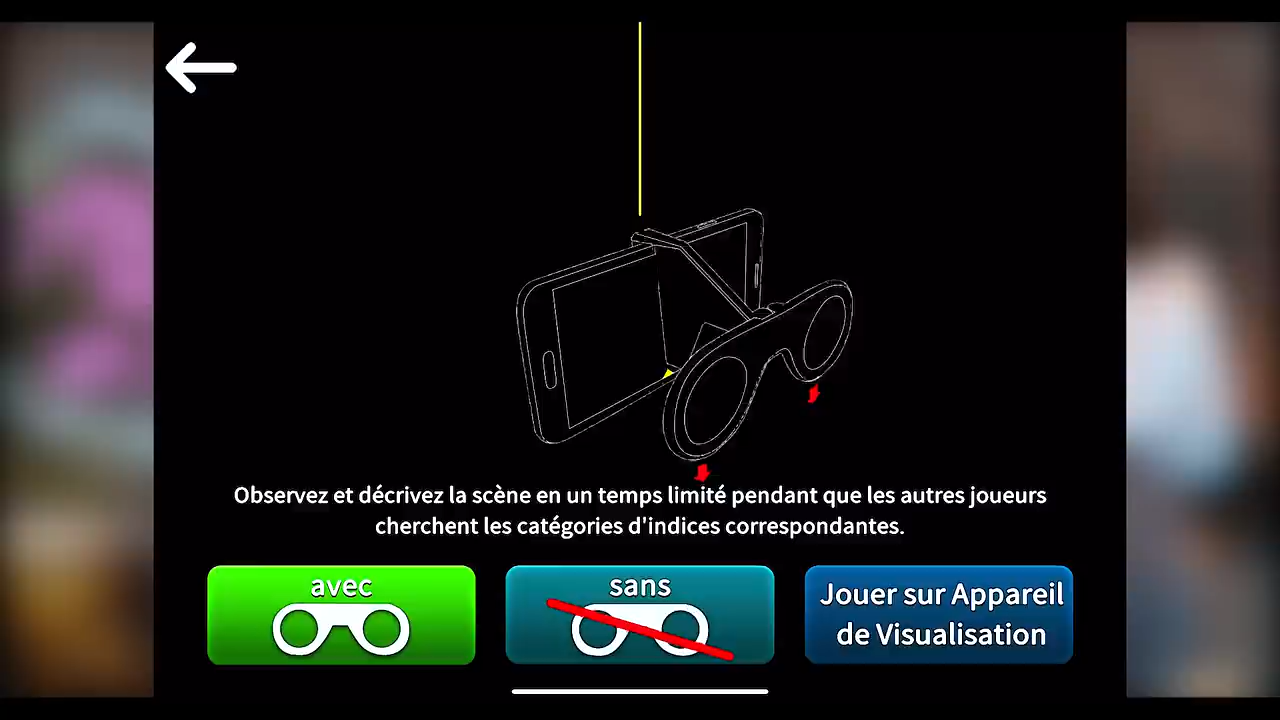 Observez et décrivez la scène en un temps limité pendant que les autres joueurs
cherchent les catégories d'indices correspondantes.
avec
sans
Jouer sur Appareil
de Visualisation